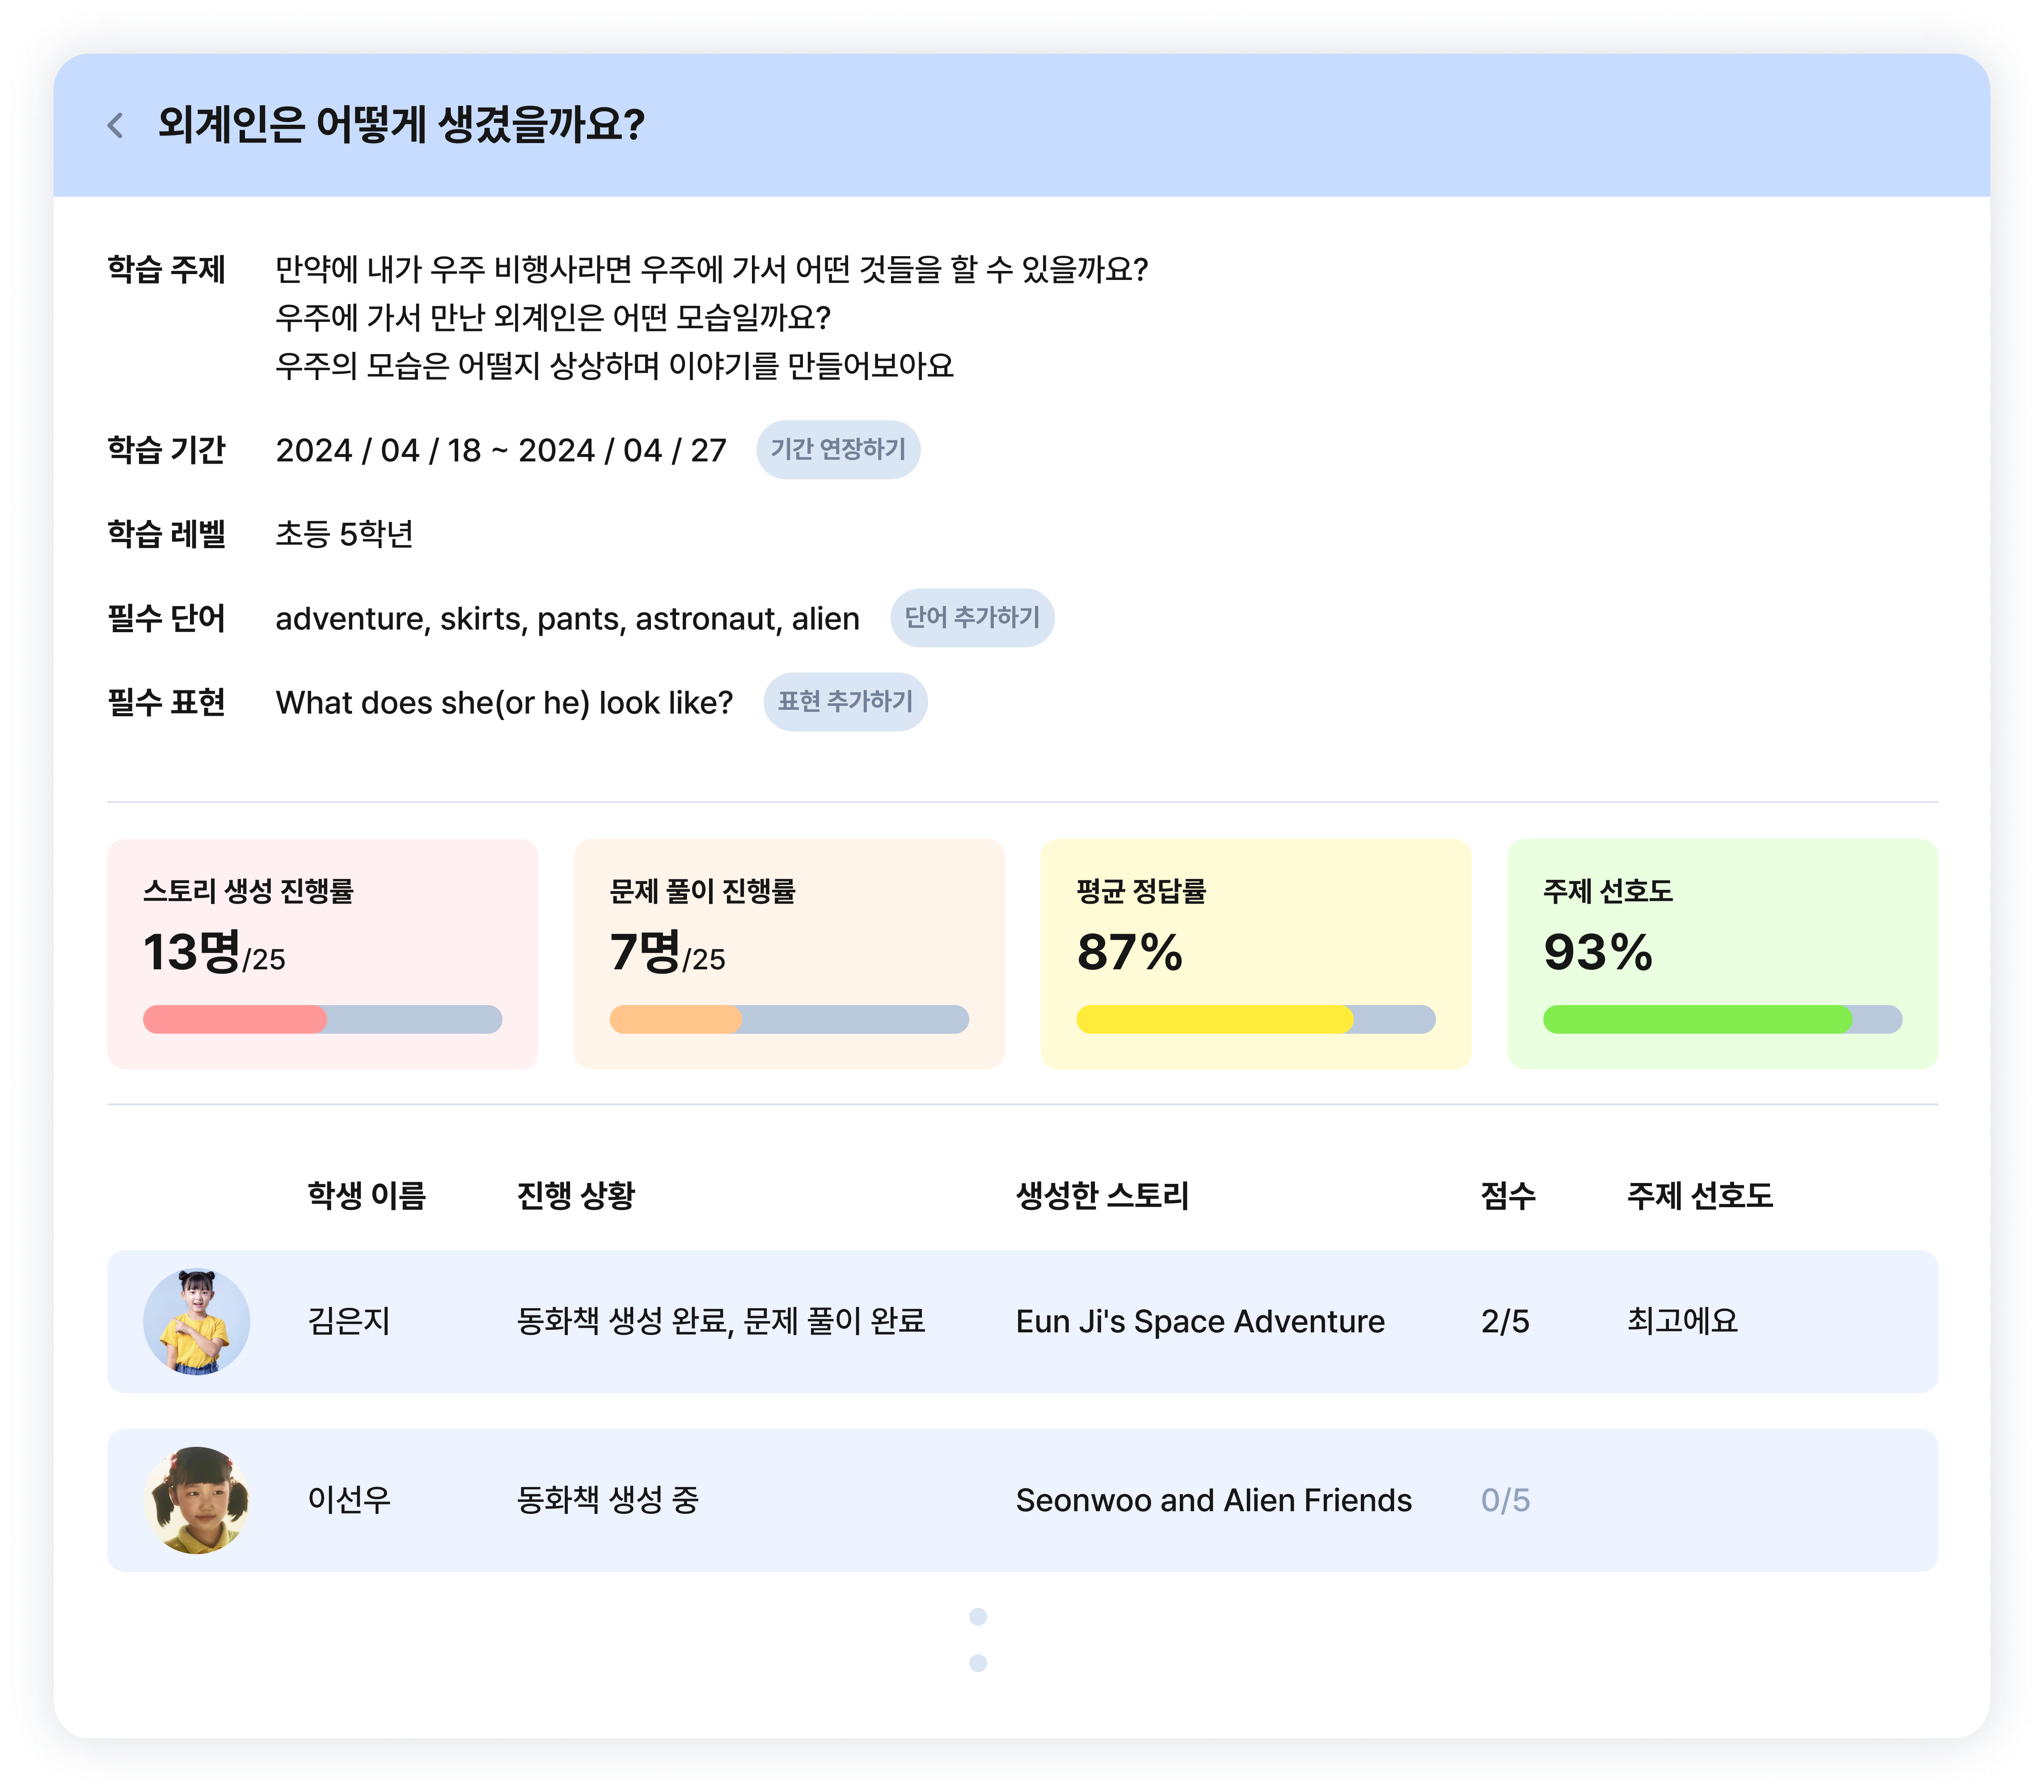 외계인은 어떻게 생겼을까요?
학습 주제 만약에 내가 우주 비행사라면 우주에 가서 어떤 것들을 할 수 있을까요?
우주에 가서 만난 외계인은 어떤 모습일까요?
우주의 모습은 어떨지 상상하며 이야기를 만들어보아요
학습 기간 2024 / 04 / 18 ~ 2024 / 04 / 27 기간 연장하기
학습 레벨 초등 5학년
필수 단어 adventure, skirts, pants, astronaut, alien 단어 추가하기
필수 표현 What does she(or he) look like? 표현 추가하기
스토리 생성 진행률
13명/25
문제 풀이 진행률
7명/25
평균 정답률
87%
주제 선호도
93%
학생 이름 진행 상황 생성한 스토리 점수 주제 선호도
김은지 동화책 생성 완료, 문제 풀이 완료 Eun Ji's Space Adventure 2/5 최고에요
이선우 동화책 생성 중 Seonwoo and Alien Friends 0/5